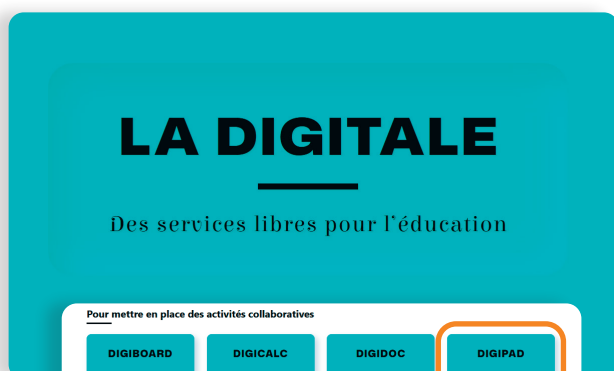 LA DIGITALE
Des services libres pour l'éducation
Pour mettre en place des activités collaboratives
DIGIBOARD DIGICALC DIGIDOC DIGIPAD